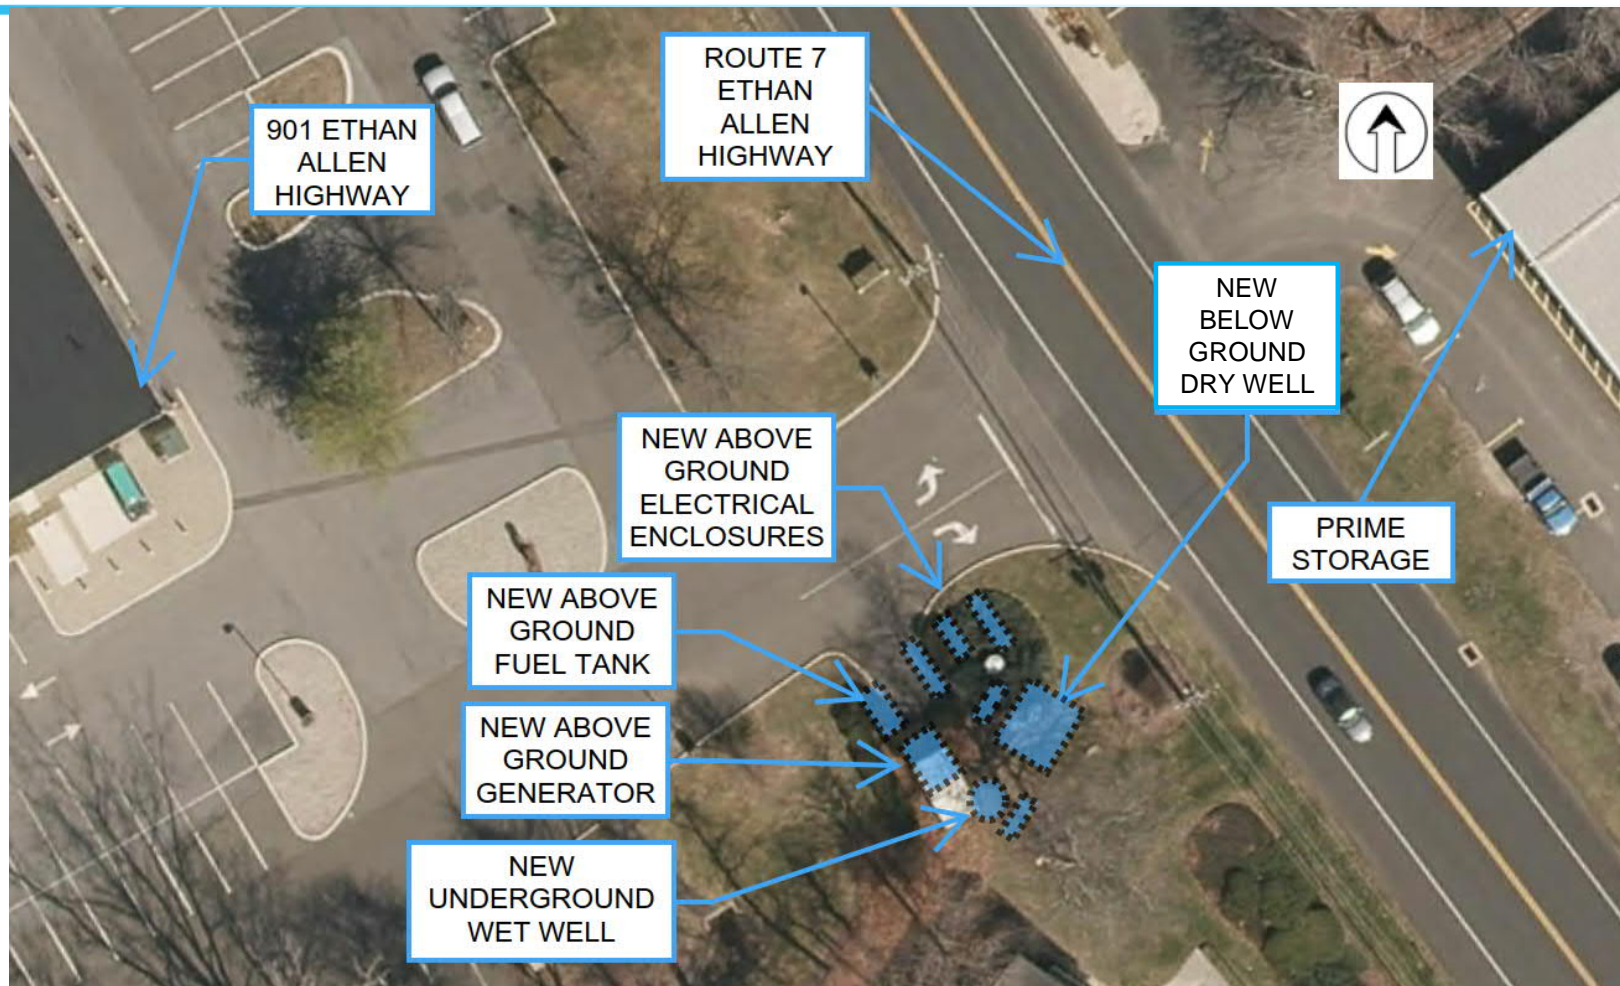 901 ETHAN
ALLEN
HIGHWAY
ROUTE 7
ETHAN
ALLEN
HIGHWAY
NEW
BELOW
GROUND
DRY WELL
NEW ABOVE
GROUND
ELECTRICAL
ENCLOSURES
PRIME
STORAGE
NEW ABOVE
GROUND
FUEL TANK
NEW ABOVE
GROUND
GENERATOR
NEW
UNDERGROUND
WET WELL